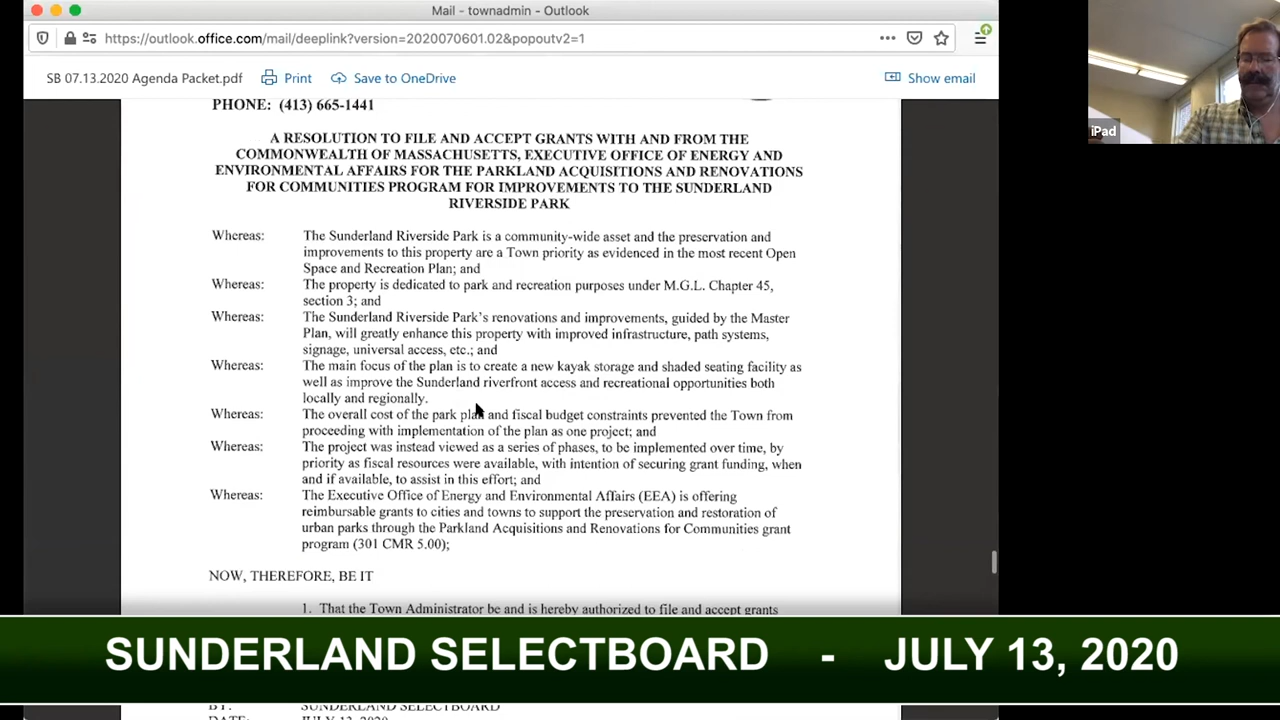 Mail - townadmin - Outlook
https://outlook.office.com/mail/deeplink?version=2020070601.02&popoutv2=1
SB 07.13.2020 Agenda Packet.pdf Print Save to OneDrive Show email
PHONE: (413) 665-1441
iPad
A RESOLUTION TO FILE AND ACCEPT GRANTS WITH AND FROM THE
COMMONWEALTH OF MASSACHUSETTS, EXECUTIVE OFFICE OF ENERGY AND
ENVIRONMENTAL AFFAIRS FOR THE PARKLAND ACQUISITIONS AND RENOVATIONS
FOR COMMUNITIES PROGRAM FOR IMPROVEMENTS TO THE SUNDERLAND
RIVERSIDE PARK
Whereas: The Sunderland Riverside Park is a community-wide asset and the preservation and
improvements to this property are a Town priority as evidenced in the most recent Open
Space and Recreation Plan; and
Whereas: The property is dedicated to park and recreation purposes under M.G.L. Chapter 45,
section 3; and
Whereas: The Sunderland Riverside Park's renovations and improvements, guided by the Master
Plan, will greatly enhance this property with improved infrastructure, path systems,
signage, universal access, etc.; and
Whereas: The main focus of the plan is to create a new kayak storage and shaded seating facility as
well as improve the Sunderland riverfront access and recreational opportunities both
locally and regionally.
Whereas: The overall cost of the park plan and fiscal budget constraints prevented the Town from
proceeding with implementation of the plan as one project; and
Whereas: The project was instead viewed as a series of phases, to be implemented over time, by
priority as fiscal resources were available, with intention of securing grant funding, when
and if available, to assist in this effort; and
Whereas: The Executive Office of Energy and Environmental Affairs (EEA) is offering
reimbursable grants to cities and towns to support the preservation and restoration of
urban parks through the Parkland Acquisitions and Renovations for Communities grant
program (301 CMR 5.00);
NOW, THEREFORE, BE IT
1. That the Town Administrator be and is hereby authorized to file and accept grants
SUNDERLAND SELECTBOARD - JULY 13, 2020
BY: SUNDERLAND SELECTBOARD
DATE: JULY 13, 2020